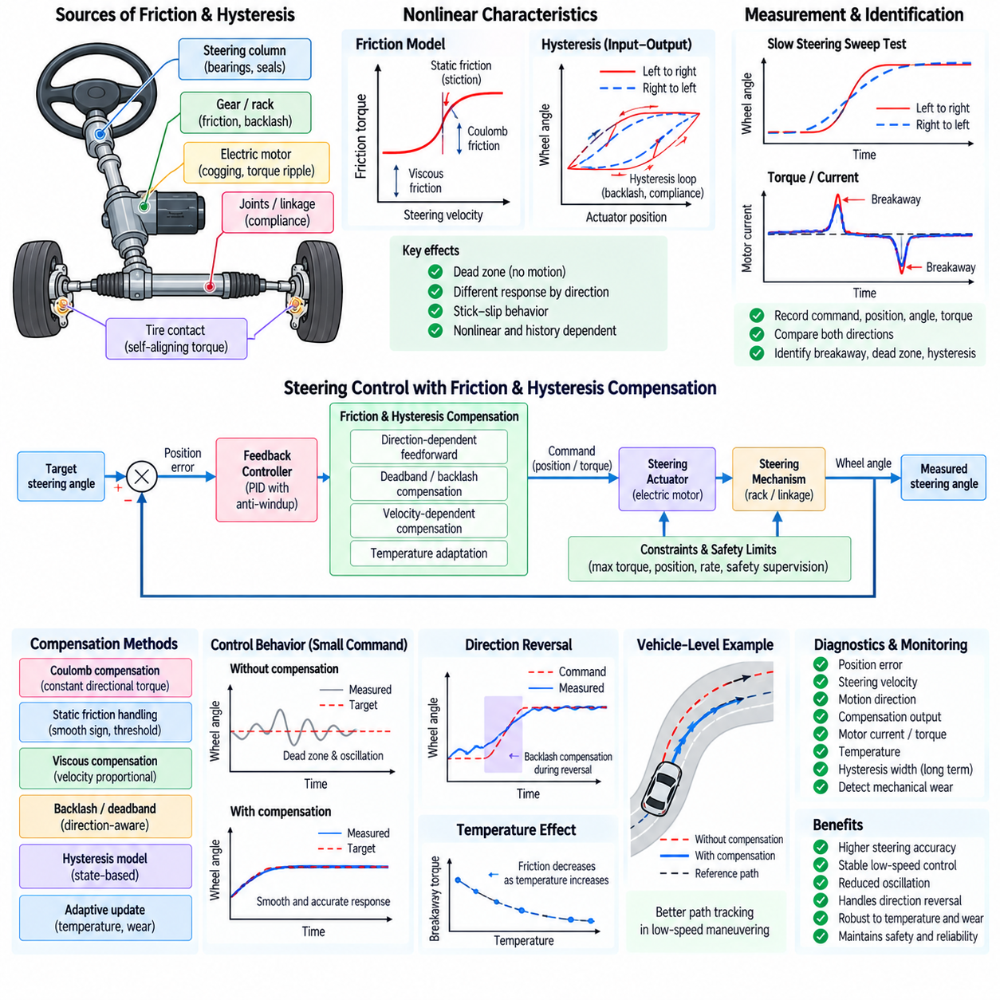 Sources of Friction & Hysteresis
Steering column
(bearings, seals)
Gear / rack
(friction, backlash)
Electric motor
(cogging, torque ripple)
Joints / linkage
(compliance)
Tire contact
(self-aligning torque)
Nonlinear Characteristics
Friction Model
Static friction
(stiction)
Coulomb
friction
Viscous
friction
Friction torque
Steering velocity
Hysteresis (Input–Output)
Left to right
Right to left
Wheel angle
Hysteresis loop
(backlash, compliance)
Actuator position
Key effects
Dead zone (no motion)
Different response by direction
Stick–slip behavior
Nonlinear and history dependent
Measurement & Identification
Slow Steering Sweep Test
Wheel angle
Left to right
Right to left
Time
Torque / Current
Motor current
Breakaway
Breakaway
Time
Record command, position, angle, torque
Compare both directions
Identify breakaway, dead zone, hysteresis
Steering Control with Friction & Hysteresis Compensation
Target
steering angle
+
−
Position
error
Feedback
Controller
(PID with
anti-windup)
Friction & Hysteresis Compensation
Direction-dependent
feedforward
Deadband / backlash
compensation
Velocity-dependent
compensation
Temperature adaptation
Command
(position / torque)
Steering
Actuator
(electric motor)
Steering
Mechanism
(rack / linkage)
Wheel angle
Measured
steering angle
Constraints & Safety Limits
(max torque, position, rate, safety supervision)
Compensation Methods
Coulomb compensation
(constant directional torque)
Static friction handling
(smooth sign, threshold)
Viscous compensation
(velocity proportional)
Backlash / deadband
(direction-aware)
Hysteresis model
(state-based)
Adaptive update
(temperature, wear)
Control Behavior (Small Command)
Without compensation
Measured
Target
Wheel angle
Dead zone & oscillation
Time
With compensation
Measured
Target
Wheel angle
Smooth and accurate response
Time
Direction Reversal
Command
Measured
Wheel angle
Backlash compensation
during reversal
Time
Temperature Effect
Breakaway torque
Friction decreases
as temperature increases
Temperature
Vehicle–Level Example
Without compensation
With compensation
Reference path
Better path tracking
in low-speed maneuvering
Diagnostics & Monitoring
Position error
Steering velocity
Motion direction
Compensation output
Motor current / torque
Temperature
Hysteresis width (long term)
Detect mechanical wear
Benefits
Higher steering accuracy
Stable low-speed control
Reduced oscillation
Handles direction reversal
Robust to temperature and wear
Maintains safety and reliability